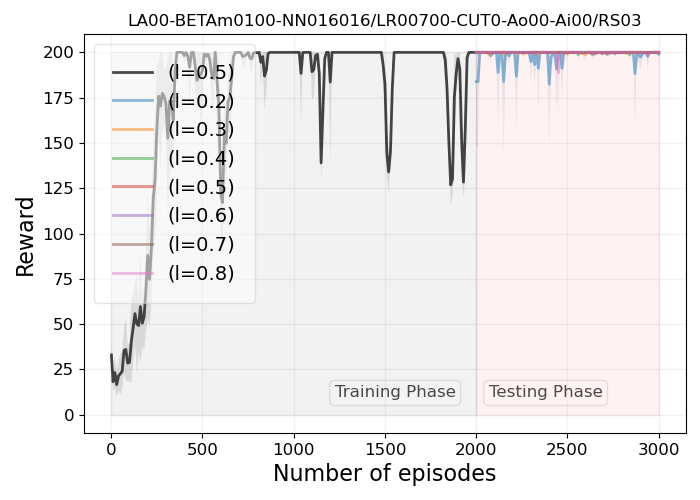 LA00-BETAm0100-NN016016/LR00700-CUT0-Ao00-Ai00/RS03
Reward
200
175
150
125
100
75
50
25
0
(l=0.5)
(l=0.2)
(l=0.3)
(l=0.4)
(l=0.5)
(l=0.6)
(l=0.7)
(l=0.8)
Training Phase
Testing Phase
0
500
1000
1500
2000
2500
3000
Number of episodes